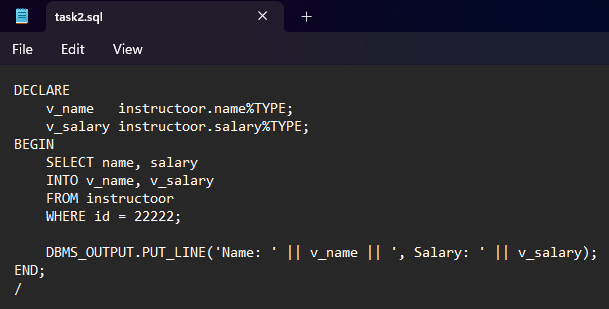 task2.sql
File Edit View
DECLARE
    v_name   instructoor.name%TYPE;
    v_salary instructoor.salary%TYPE;
BEGIN
    SELECT name, salary
    INTO v_name, v_salary
    FROM instructoor
    WHERE id = 22222;

    DBMS_OUTPUT.PUT_LINE('Name: ' || v_name || ', Salary: ' || v_salary);
END;
/